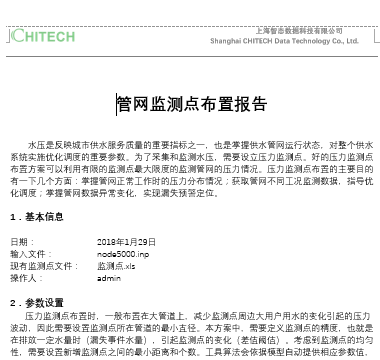 CHITECH
上海智态数据科技有限公司
Shanghai CHITECH Data Technology Co., Ltd.
管网监测点布置报告
水压是反映城市供水服务质量的重要指标之一，也是掌握供水管网运行状态，对整个供水
系统实施优化调度的重要参数。为了采集和监测水压，需要设立压力监测点。好的压力监测点
布置方案可以利用有限的监测点最大限度的监测管网的压力情况。压力监测点布置的主要目的
有一下几个方面：掌握管网正常工作时的压力分布情况；获取管网不同工况监测数据，指导优
化调度；掌握管网数据异常变化，实现漏失预警定位。
1．基本信息
日期： 2018年1月29日
输入文件： node5000.inp
现有监测点文件： 监测点.xls
操作人： admin
2．参数设置
压力监测点布置时，一般布置在大管道上，减少监测点周边大用户用水的变化引起的压力
波动，因此需要设置监测点所在管道的最小直径。本方案中，需要定义监测点的精度，也就是
在排放一定水量时（漏失事件水量），引起监测点的变化（差值阈值）。考虑到监测点的均匀
性，需要设置新增监测点之间的最小距离和个数。工具算法会依据模型自动提供相应参数值，